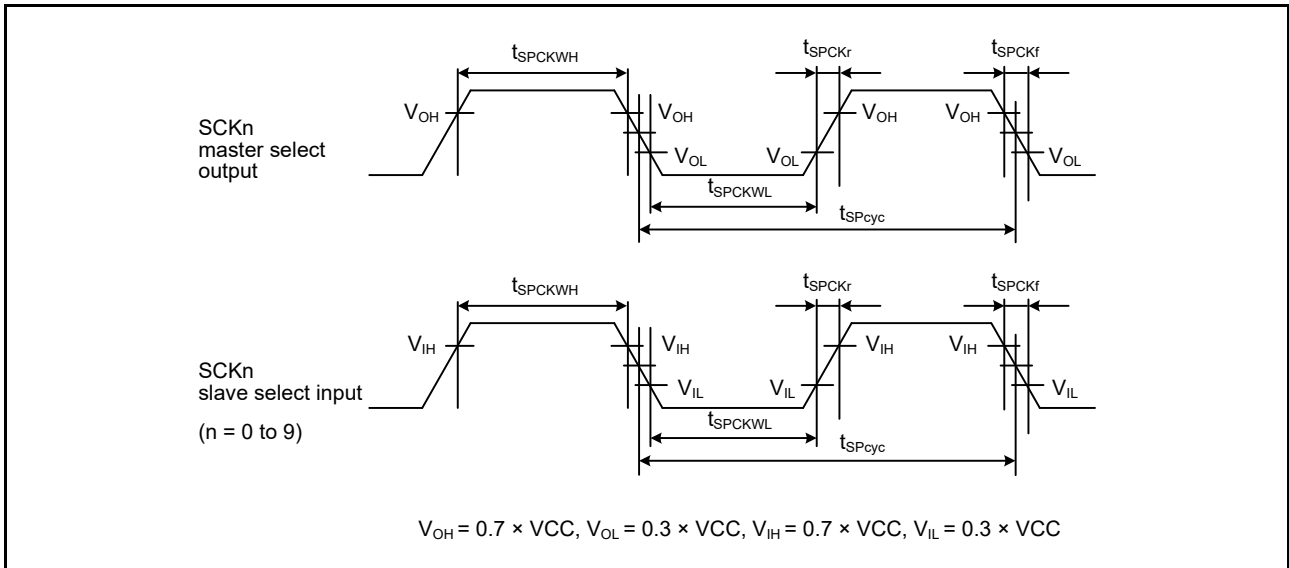 tSPCKWH
tSPCKr
tSPCKf
VOH
VOH
VOH
VOH
SCKn
master select
output
VOL
VOL
VOL
tSPCKWL
tSPcyc
tSPCKWH
tSPCKr
tSPCKf
VIH
VIH
VIH
VIH
SCKn
slave select input
(n = 0 to 9)
VIL
VIL
VIL
tSPCKWL
tSPcyc
VOH = 0.7 × VCC, VOL = 0.3 × VCC, VIH = 0.7 × VCC, VIL = 0.3 × VCC